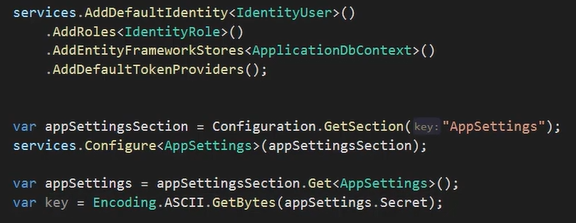 services.AddDefaultIdentity<IdentityUser>()
.AddRoles<IdentityRole>()
.AddEntityFrameworkStores<ApplicationDbContext>()
.AddDefaultTokenProviders();
var appSettingsSection = Configuration.GetSection(key:"AppSettings");
services.Configure<AppSettings>(appSettingsSection);
var appSettings = appSettingsSection.Get<AppSettings>();
var key = Encoding.ASCII.GetBytes(appSettings.Secret);